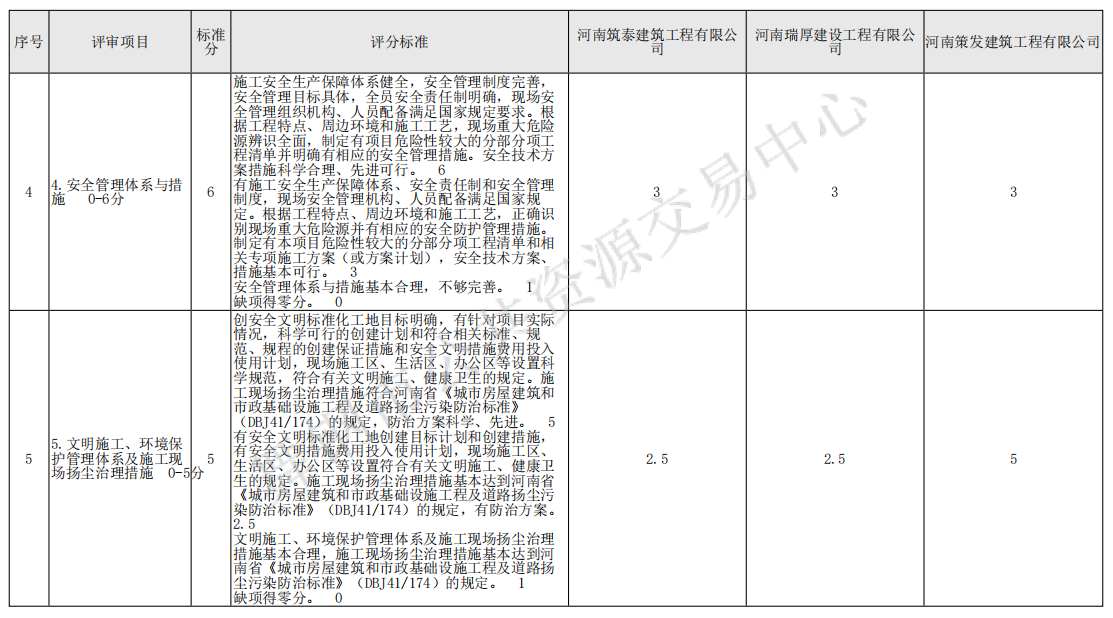 序号
评审项目
标准分
评分标准
河南筑泰建筑工程有限公司
河南瑞厚建设工程有限公司
河南策发建筑工程有限公司
4
4.安全管理体系与措
施 0-6分
6
施工安全生产保障体系健全，安全管理制度完善，
安全管理目标具体，全员安全责任制明确，现场安
全管理组织机构、人员配备满足国家规定要求。根
据工程特点、周边环境和施工工艺，现场重大危险
源辨识全面，制定有项目危险性较大的分部分项工
程清单并明确有相应的安全管理措施。安全技术方
案措施科学合理、先进可行。 6
有施工安全生产保障体系、安全责任制和安全管理
制度，现场安全管理机构、人员配备满足国家规
定。根据工程特点、周边环境和施工工艺，正确识
别现场重大危险源并有相应的安全防护管理措施。
制定有本项目危险性较大的分部分项工程清单和相
关专项施工方案（或方案计划），安全技术方案、
措施基本可行。 3
安全管理体系与措施基本合理，不够完善。 1
缺项得零分。 0
3
3
3
5
5.文明施工、环境保
护管理体系及施工现
场扬尘治理措施 0-5分
5
创安全文明标准化工地目标明确，有针对项目实际
情况，科学可行的创建计划和符合相关标准、规
范、规程的创建保证措施和安全文明措施费用投入
使用计划，现场施工区、生活区、办公区等设置科
学规范，符合有关文明施工、健康卫生的规定。施
工现场扬尘治理措施符合河南省《城市房屋建筑和
市政基础设施工程及道路扬尘污染防治标准》
（DBJ41/174）的规定，防治方案科学、先进。 5
有安全文明标准化工地创建目标计划和创建措施，
有安全文明措施费用投入使用计划，现场施工区、
生活区、办公区等设置符合有关文明施工、健康卫
生的规定。施工现场扬尘治理措施基本达到河南省
《城市房屋建筑和市政基础设施工程及道路扬尘污
染防治标准》（DBJ41/174）的规定，有防治方案。
2.5
文明施工、环境保护管理体系及施工现场扬尘治理
措施基本合理，施工现场扬尘治理措施基本达到河
南省《城市房屋建筑和市政基础设施工程及道路扬
尘污染防治标准》（DBJ41/174）的规定。 1
缺项得零分。 0
2.5
2.5
5
资源交易中心